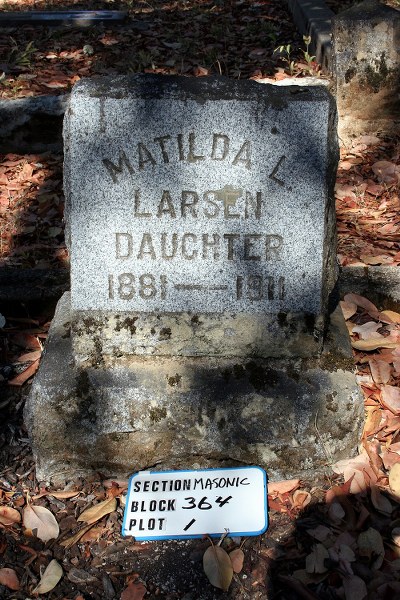 MATILDA L.
LARSEN
DAUGHTER
1881 — 1911
SECTION MASONIC
BLOCK 364
PLOT 1